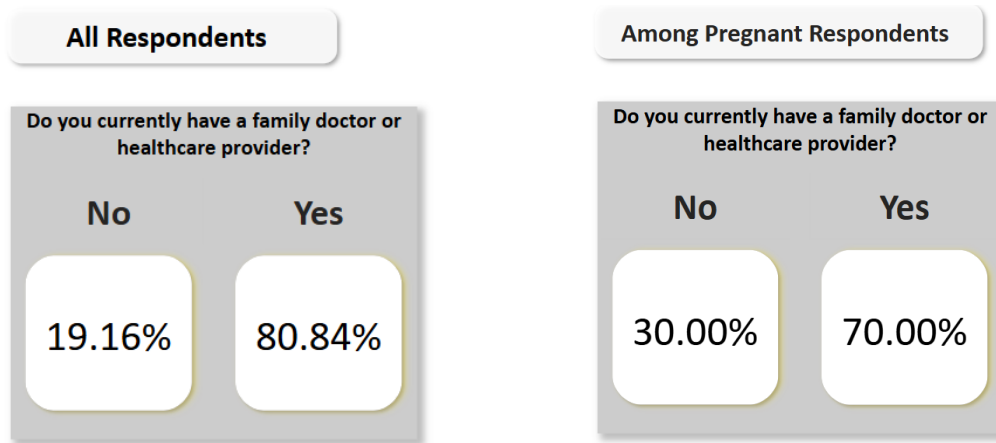 All Respondents
Do you currently have a family doctor or
healthcare provider?
No Yes
19.16% 80.84%
Among Pregnant Respondents
Do you currently have a family doctor or
healthcare provider?
No Yes
30.00% 70.00%